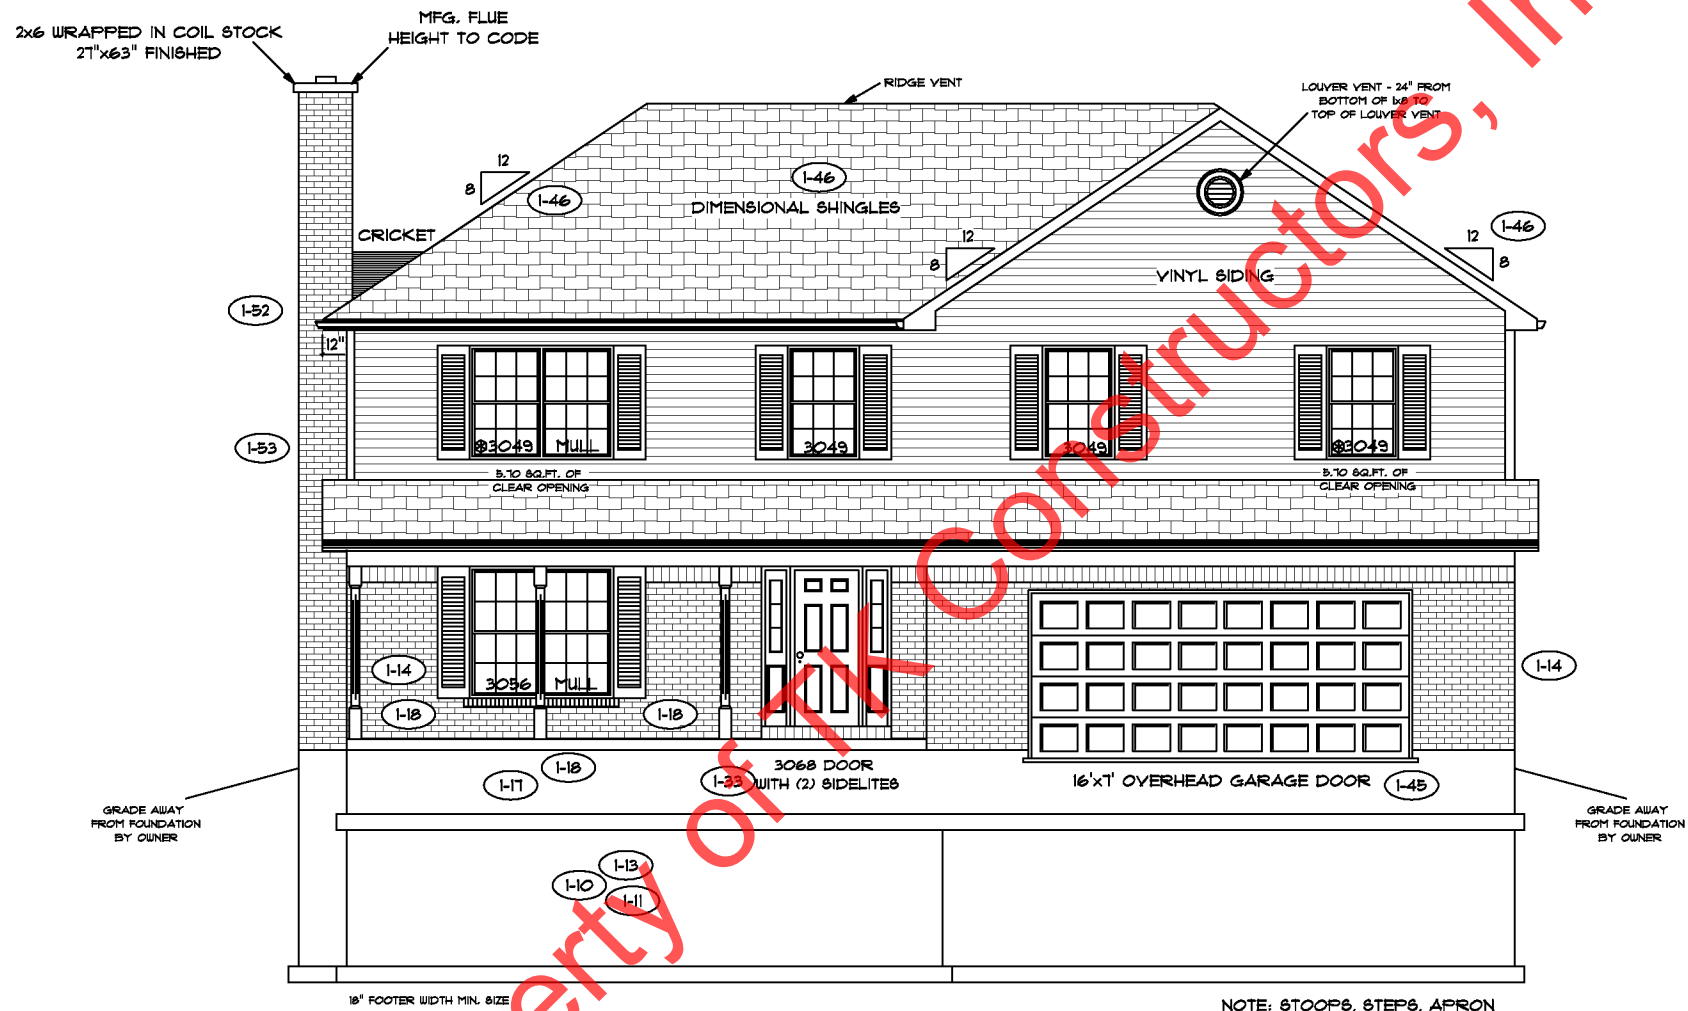 2x6 WRAPPED IN COIL STOCK
27"x63" FINISHED
MFG. FLUE
HEIGHT TO CODE
RIDGE VENT
LOUVER VENT - 24" FROM
BOTTOM OF 1x8 TO
TOP OF LOUVER VENT
12
8
1-46
1-46
DIMENSIONAL SHINGLES
CRICKET
12
8
12
8
1-46
VINYL SIDING
1-52
12"
1-53
⊗3049 MULL
3049
3049
⊗3049
5.70 SQ.FT. OF
CLEAR OPENING
5.70 SQ.FT. OF
CLEAR OPENING
1-14
3056 MULL
1-18
1-18
1-14
1-17
1-18
1-33
3068 DOOR
WITH (2) SIDELITES
16'x7' OVERHEAD GARAGE DOOR
1-45
GRADE AWAY
FROM FOUNDATION
BY OWNER
GRADE AWAY
FROM FOUNDATION
BY OWNER
1-13
1-10
1-11
18" FOOTER WIDTH MIN. SIZE
NOTE: STOOPS, STEPS, APRON
erty of TK Constructors, In